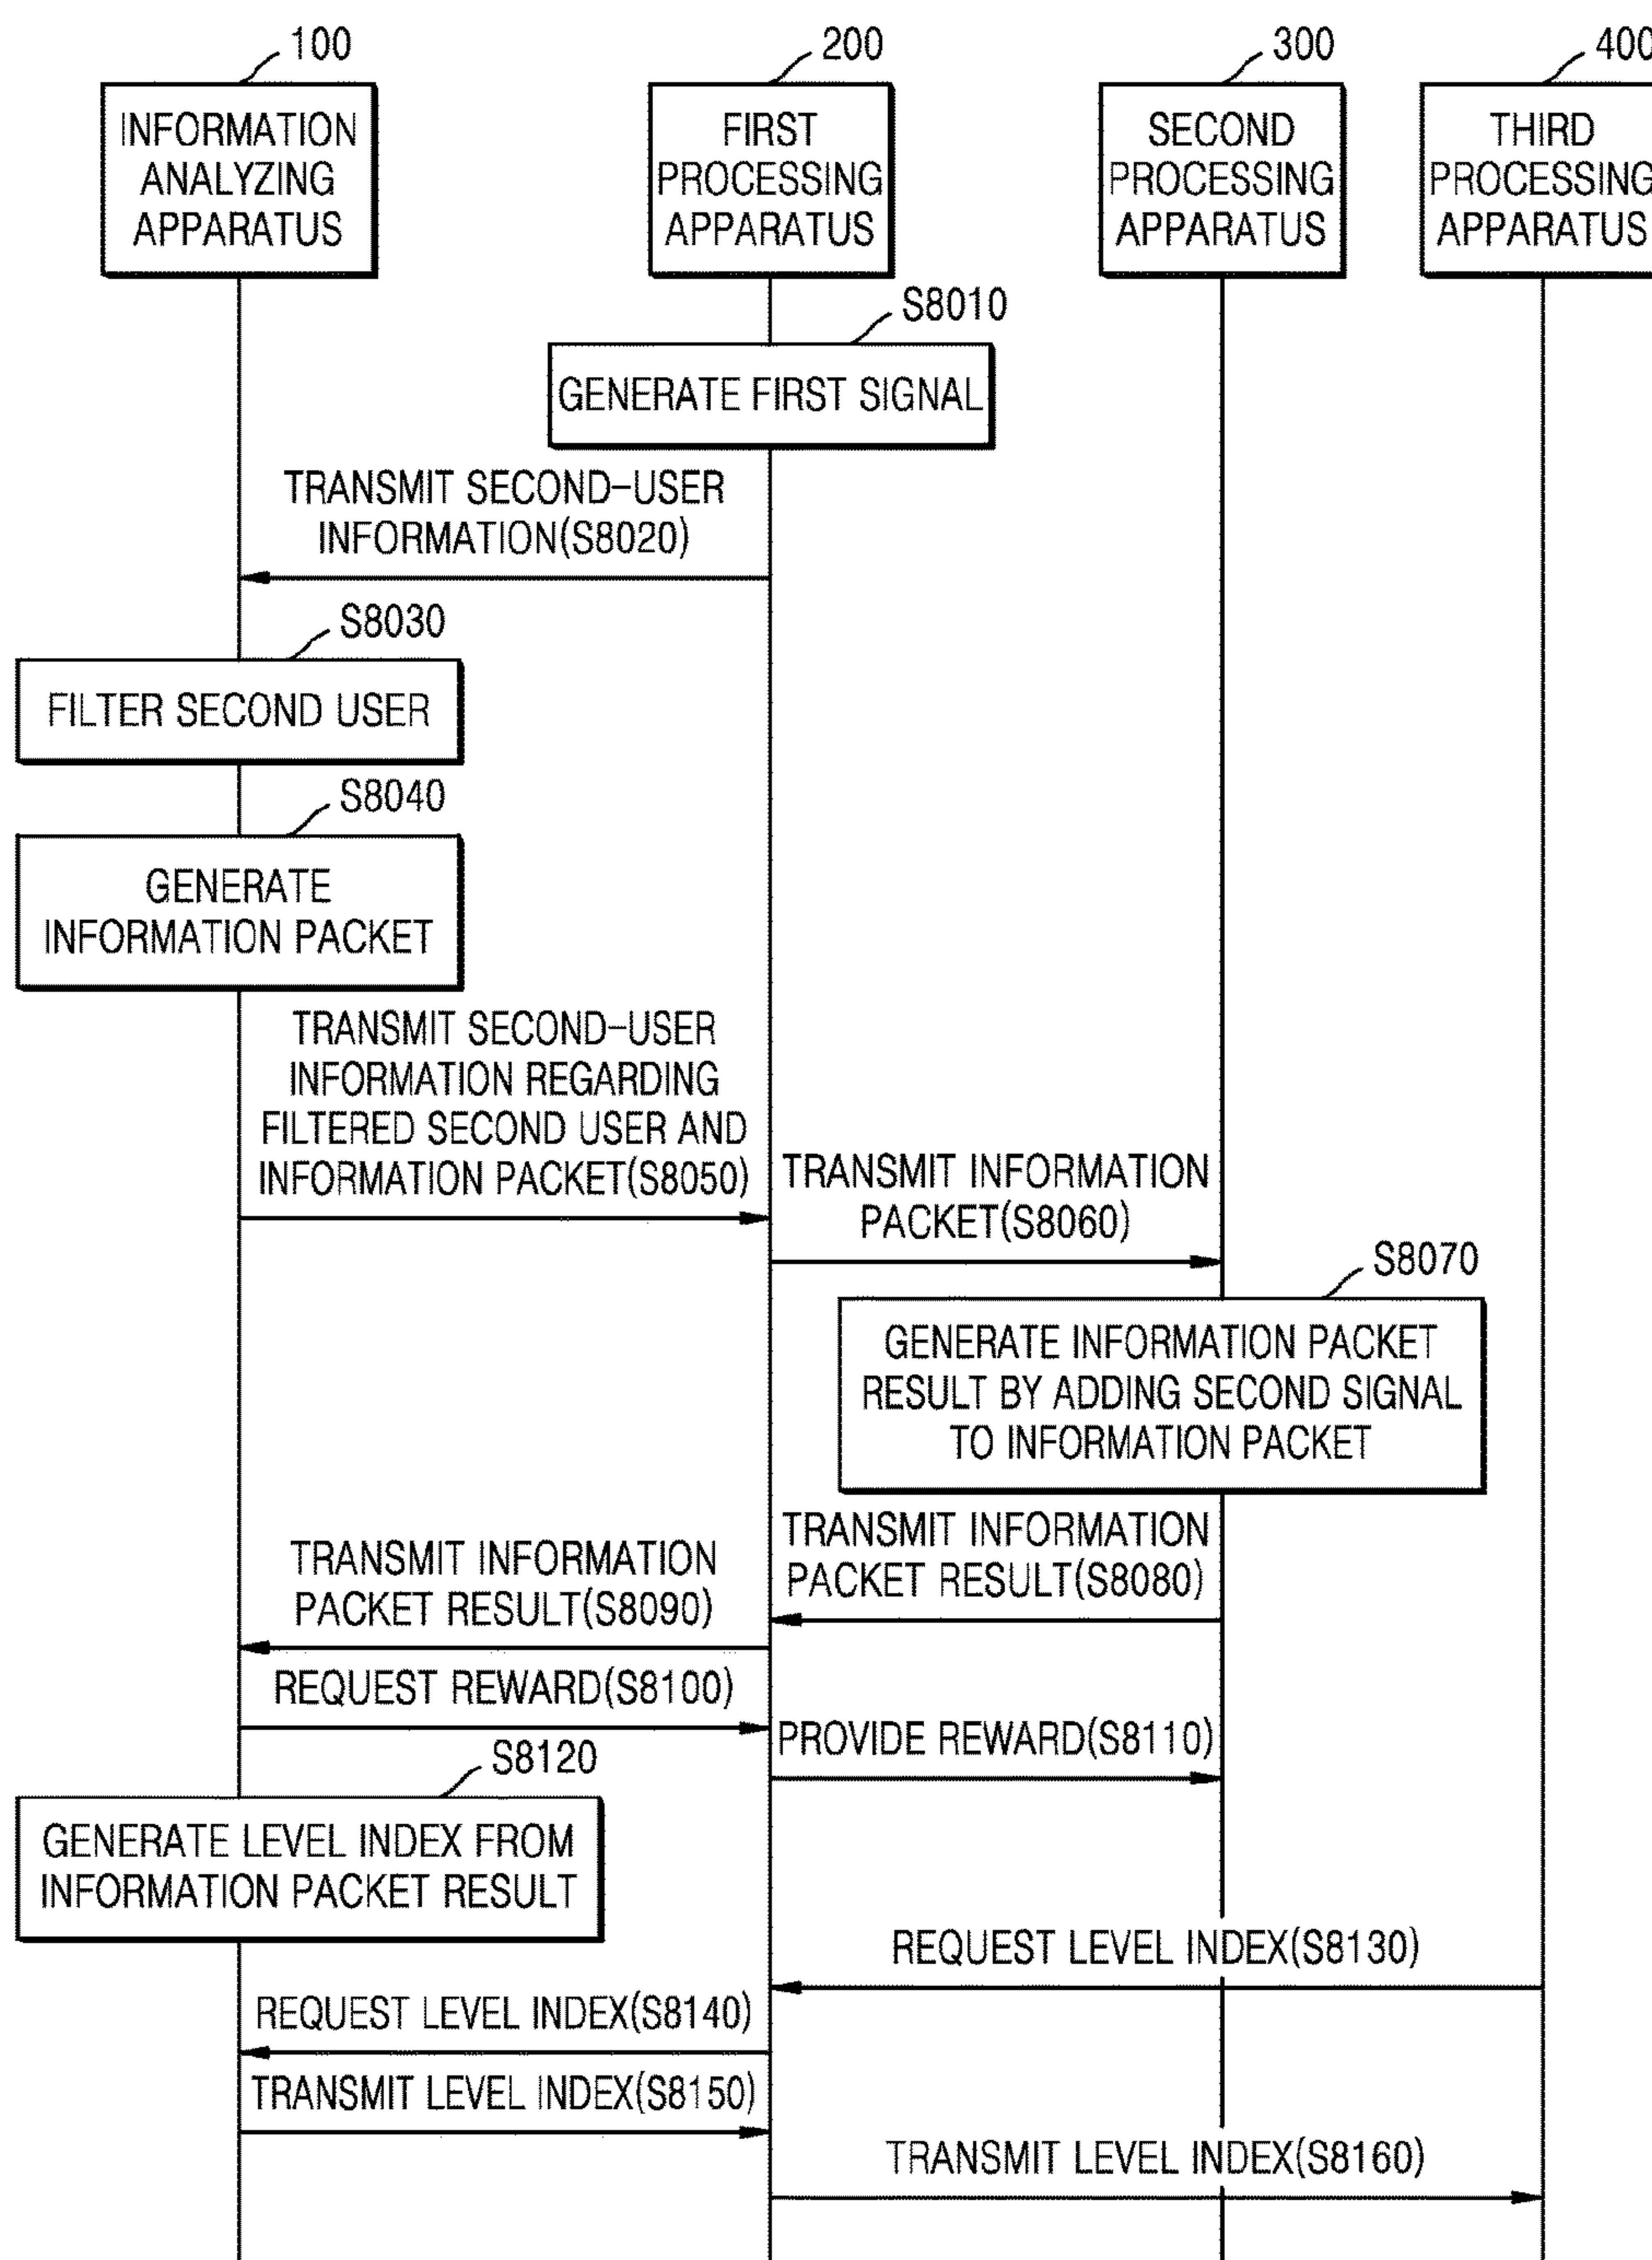 100
200
300
400
INFORMATION
ANALYZING
APPARATUS
FIRST
PROCESSING
APPARATUS
SECOND
PROCESSING
APPARATUS
THIRD
PROCESSING
APPARATUS
S8010
GENERATE FIRST SIGNAL
TRANSMIT SECOND-USER
INFORMATION(S8020)
S8030
FILTER SECOND USER
S8040
GENERATE
INFORMATION PACKET
TRANSMIT SECOND-USER
INFORMATION REGARDING
FILTERED SECOND USER AND
INFORMATION PACKET(S8050)
TRANSMIT INFORMATION
PACKET(S8060)
S8070
GENERATE INFORMATION PACKET
RESULT BY ADDING SECOND SIGNAL
TO INFORMATION PACKET
TRANSMIT INFORMATION
PACKET RESULT(S8080)
TRANSMIT INFORMATION
PACKET RESULT(S8090)
REQUEST REWARD(S8100)
PROVIDE REWARD(S8110)
S8120
GENERATE LEVEL INDEX FROM
INFORMATION PACKET RESULT
REQUEST LEVEL INDEX(S8130)
REQUEST LEVEL INDEX(S8140)
TRANSMIT LEVEL INDEX(S8150)
TRANSMIT LEVEL INDEX(S8160)